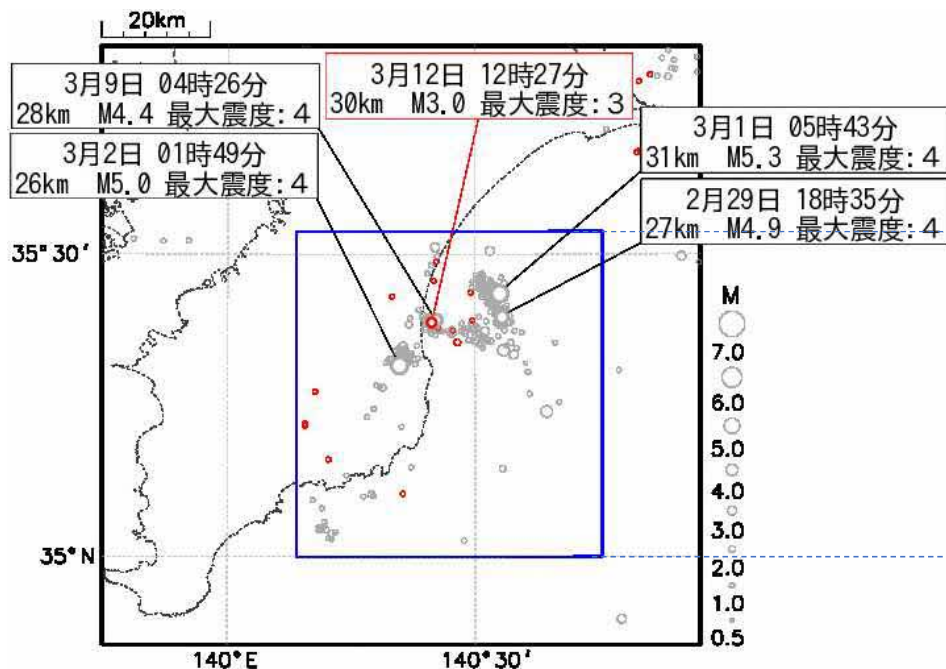 20km
3月9日 04時26分
28km M4.4 最大震度:4
3月12日 12時27分
30km M3.0 最大震度:3
3月2日 01時49分
26km M5.0 最大震度:4
3月1日 05時43分
31km M5.3 最大震度:4
2月29日 18時35分
27km M4.9 最大震度:4
35°30′
M
7.0
6.0
5.0
4.0
3.0
2.0
1.0
0.5
35°N
140°E
140°30′